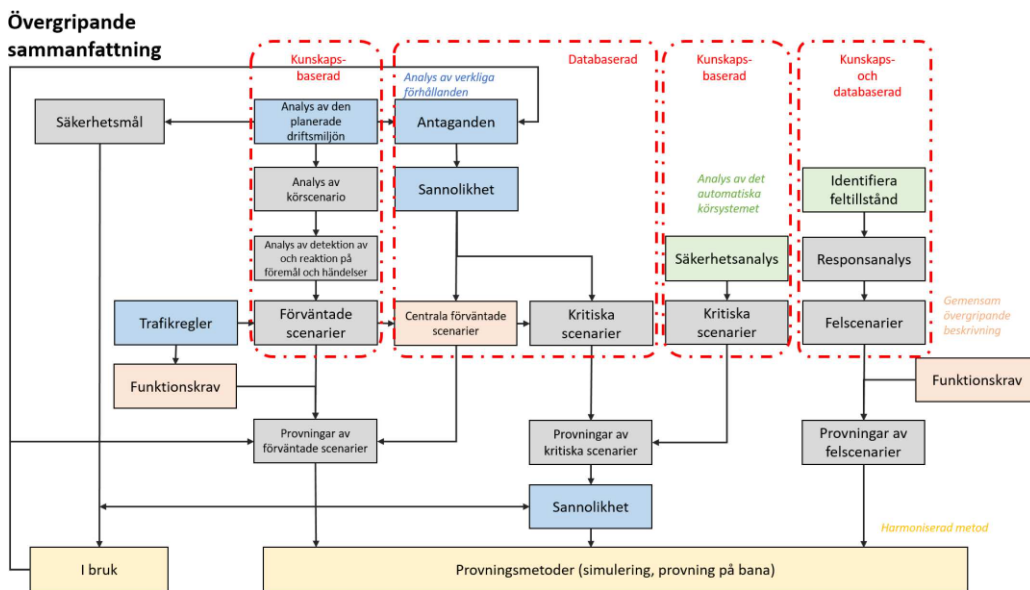 Övergripande
sammanfattning
Kunskaps-
baserad
Databaserad
Kunskaps-
baserad
Kunskaps-
och
databaserad
Analys av verkliga
förhållanden
Säkerhetsmål
Analys av den
planerade
driftsmiljön
Antaganden
Analys av
körscenario
Sannolikhet
Analys av det
automatiska
körsystemet
Identifiera
feltillstånd
Analys av detektion av
och reaktion på
föremål och händelser
Säkerhetsanalys
Responsanalys
Trafikregler
Förväntade
scenarier
Centrala förväntade
scenarier
Kritiska
scenarier
Kritiska
scenarier
Felscenarier
Gemensam
övergripande
beskrivning
Funktionskrav
Funktionskrav
Provningar av
förväntade scenarier
Provningar av
kritiska scenarier
Provningar av
felscenarier
Sannolikhet
Harmoniserad metod
I bruk
Provningsmetoder (simulering, provning på bana)